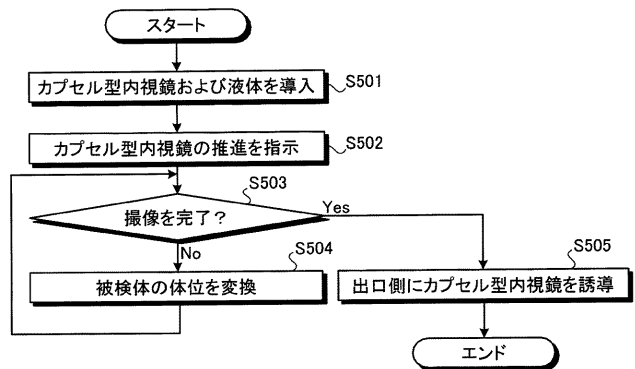 スタート
カプセル型内視鏡および液体を導入
S501
カプセル型内視鏡の推進を指示
S502
S503
撮像を完了？
Yes
No
S504
被検体の体位を変換
S505
出口側にカプセル型内視鏡を誘導
エンド